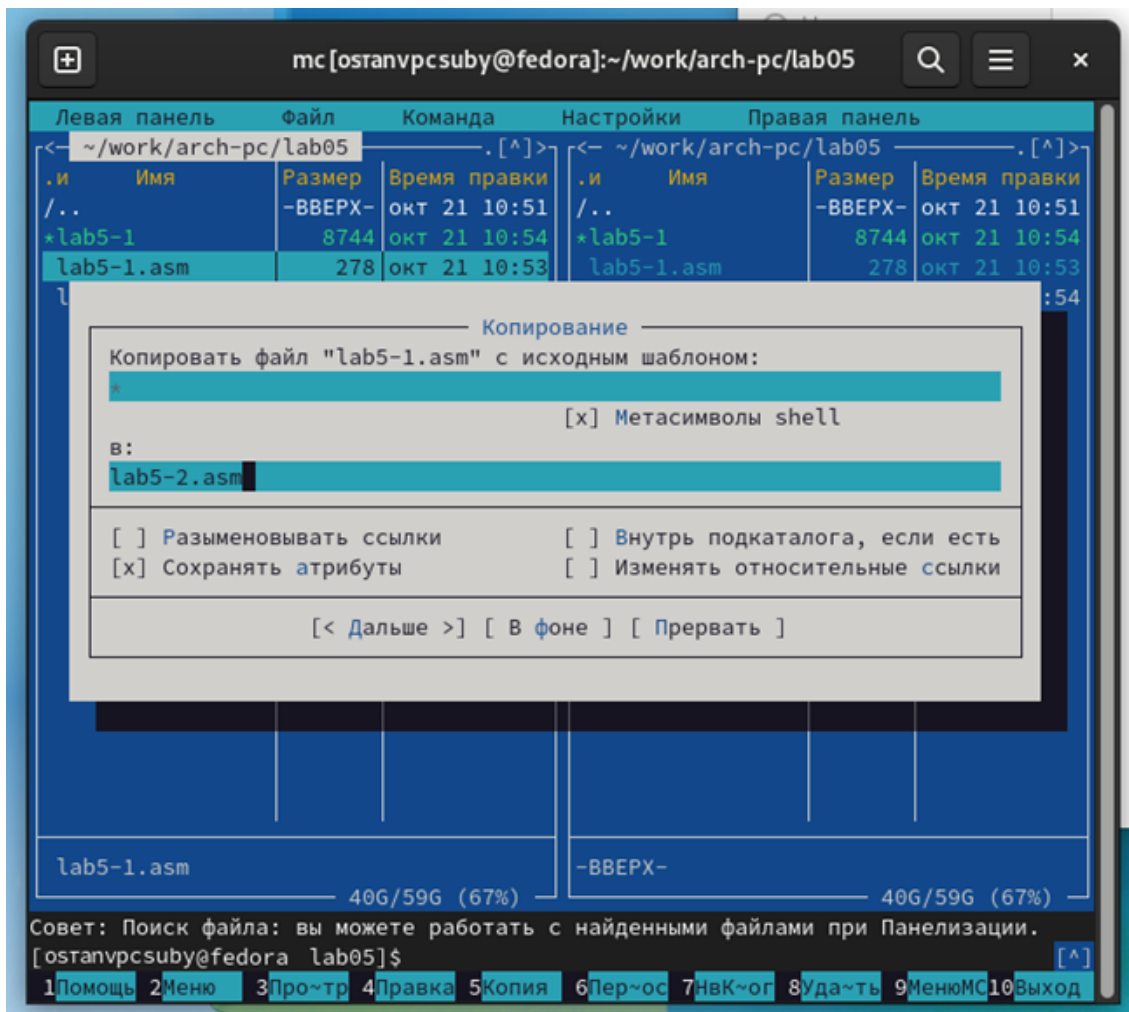 mc [ostanvpcsuby@fedora]:~/work/arch-pc/lab05
Левая панель Файл Команда Настройки Правая панель
<— ~/work/arch-pc/lab05 —.[^]>
<— ~/work/arch-pc/lab05 —.[^]>
.и Имя Размер Время правки .и Имя Размер Время правки
/.. -ВВЕРХ- окт 21 10:51 /.. -ВВЕРХ- окт 21 10:51
*lab5-1 8744 окт 21 10:54 *lab5-1 8744 окт 21 10:54
lab5-1.asm 278 окт 21 10:53 lab5-1.asm 278 окт 21 10:53
l :54
Копирование
Копировать файл "lab5-1.asm" с исходным шаблоном:
*
[x] Метасимволы shell
в:
lab5-2.asm
[ ] Разыменовывать ссылки [ ] Внутрь подкаталога, если есть
[x] Сохранять атрибуты [ ] Изменять относительные ссылки
[< Дальше >] [ В фоне ] [ Прервать ]
lab5-1.asm -ВВЕРХ-
40G/59G (67%) 40G/59G (67%)
Совет: Поиск файла: вы можете работать с найденными файлами при Панелизации.
[ostanvpcsuby@fedora lab05]$ [^]
1Помощь 2Меню 3Про~тр 4Правка 5Копия 6Пер~ос 7НвК~ог 8Уда~ть 9МенюMC 10Выход